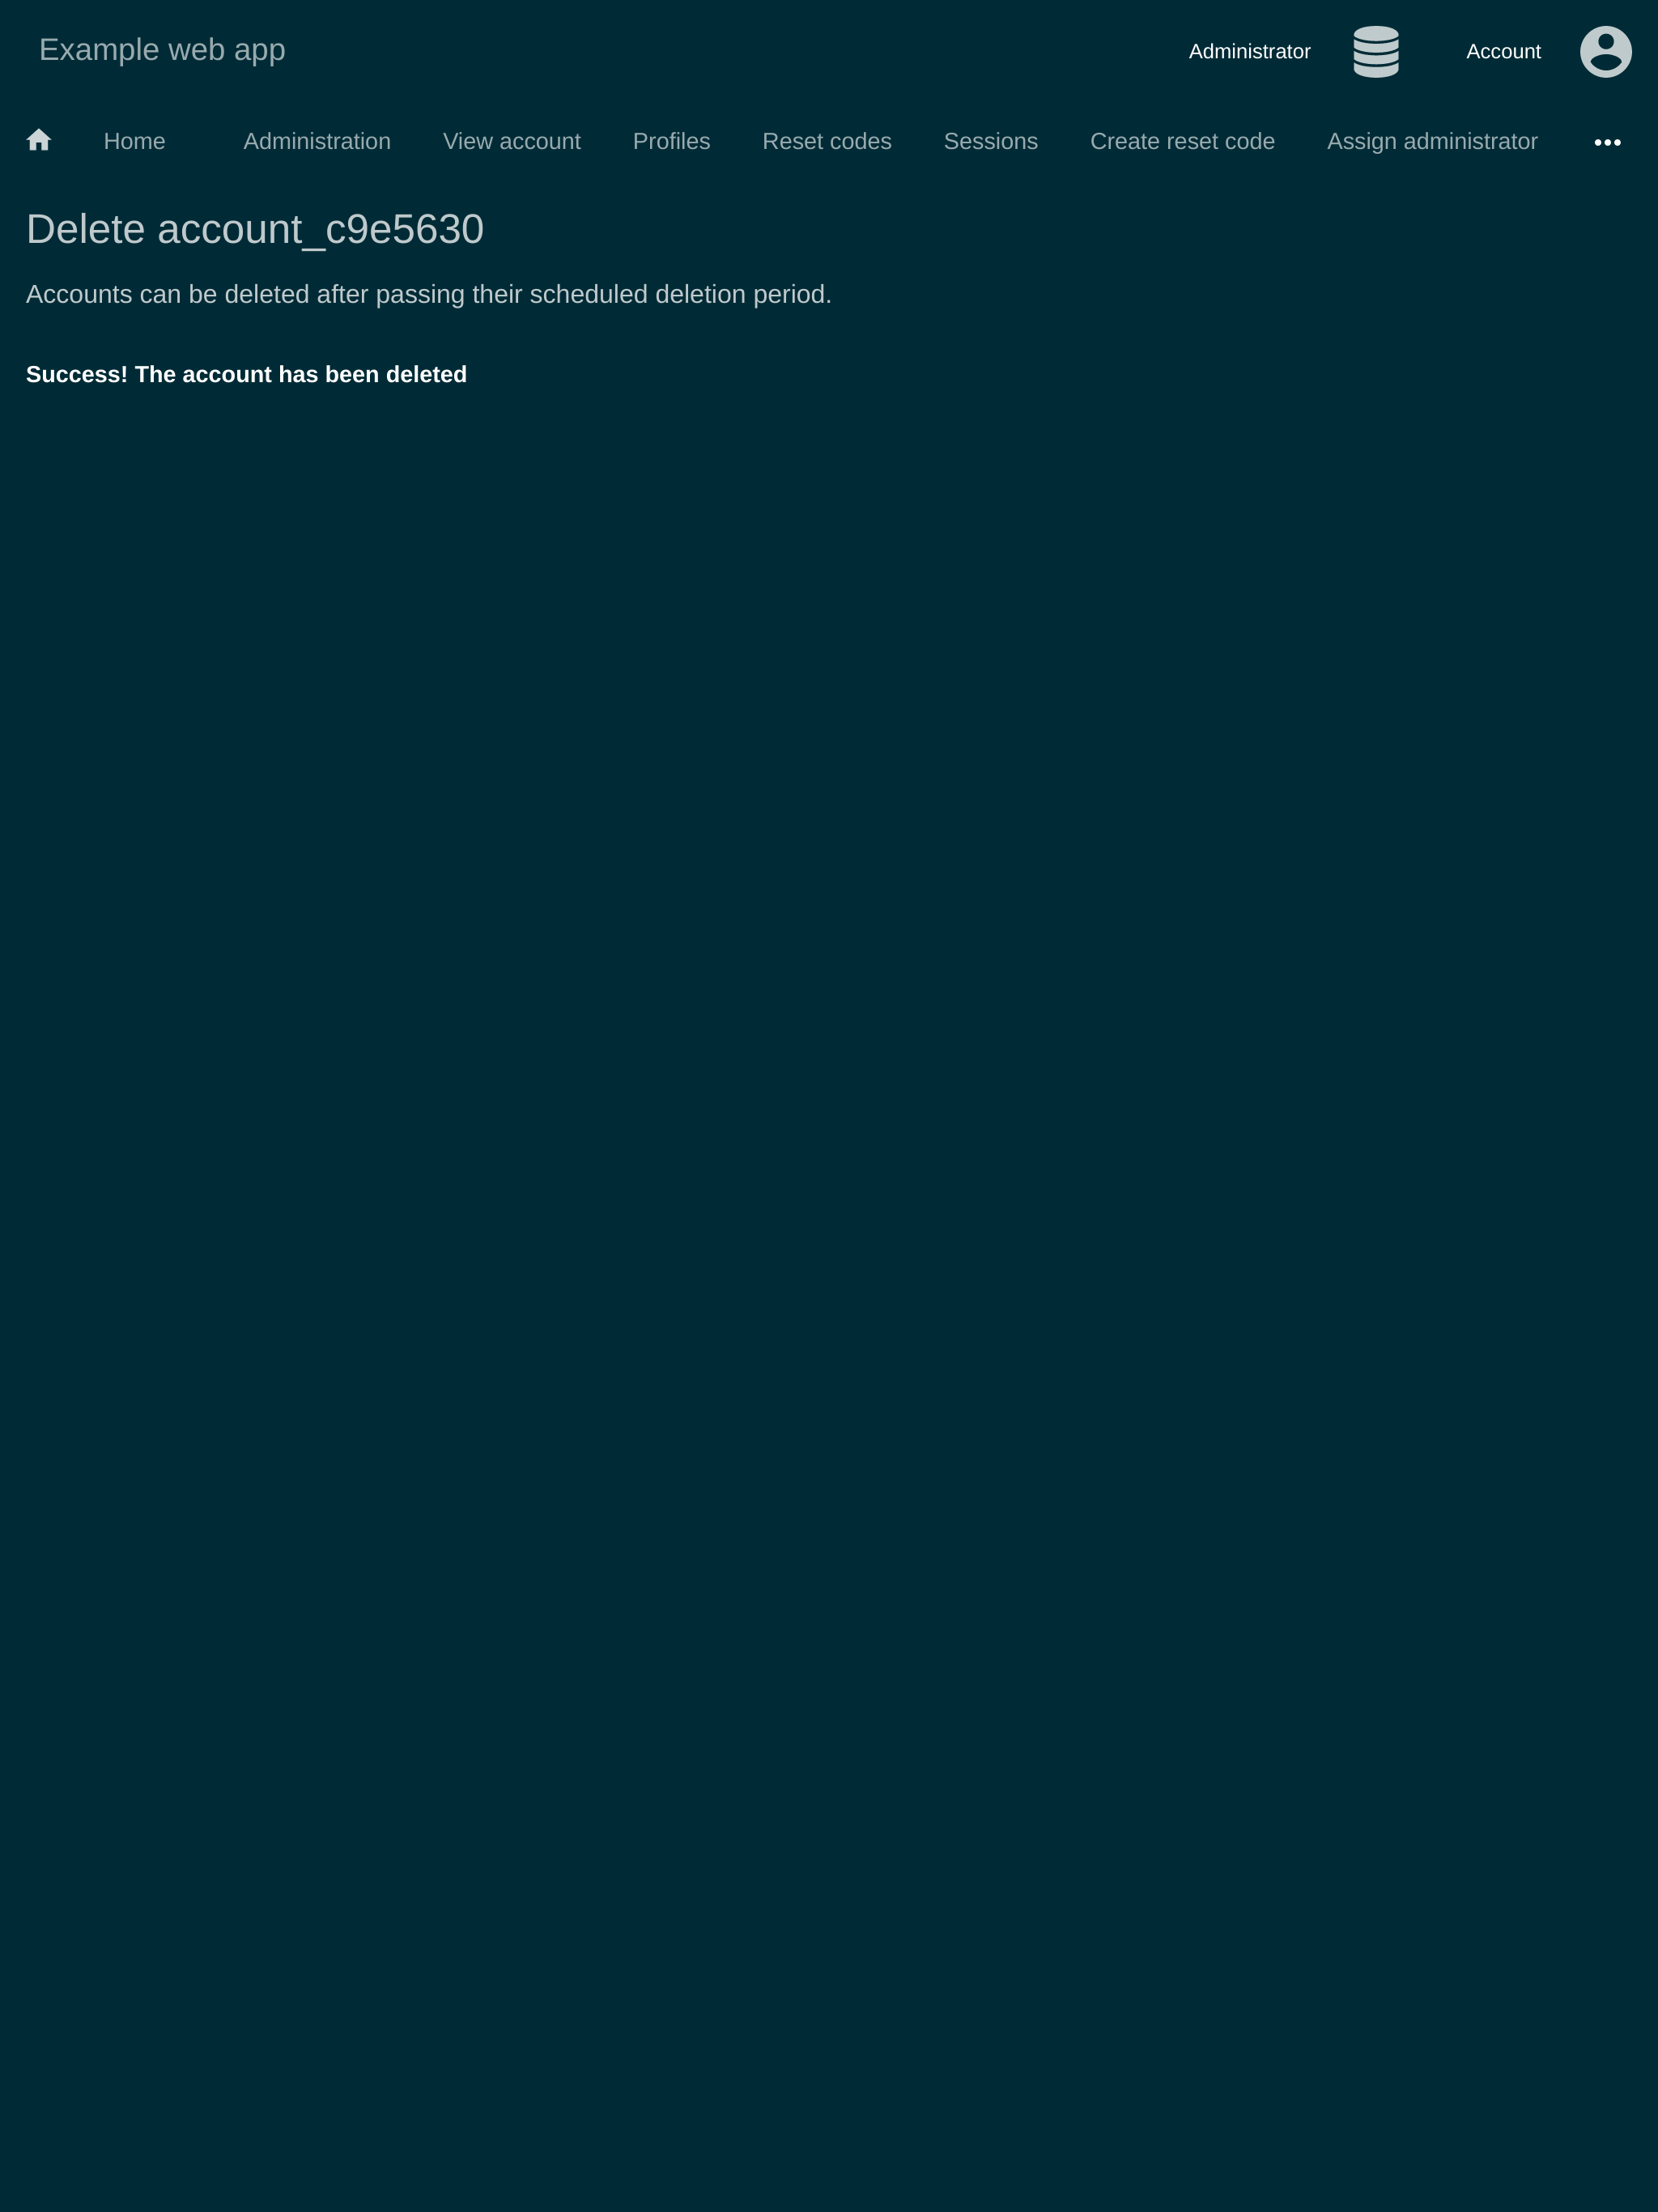 Example web app
Administrator
Account
Home
Administration
View account
Profiles
Reset codes
Sessions
Create reset code
Assign administrator
Delete account_c9e5630
Accounts can be deleted after passing their scheduled deletion period.
Success! The account has been deleted